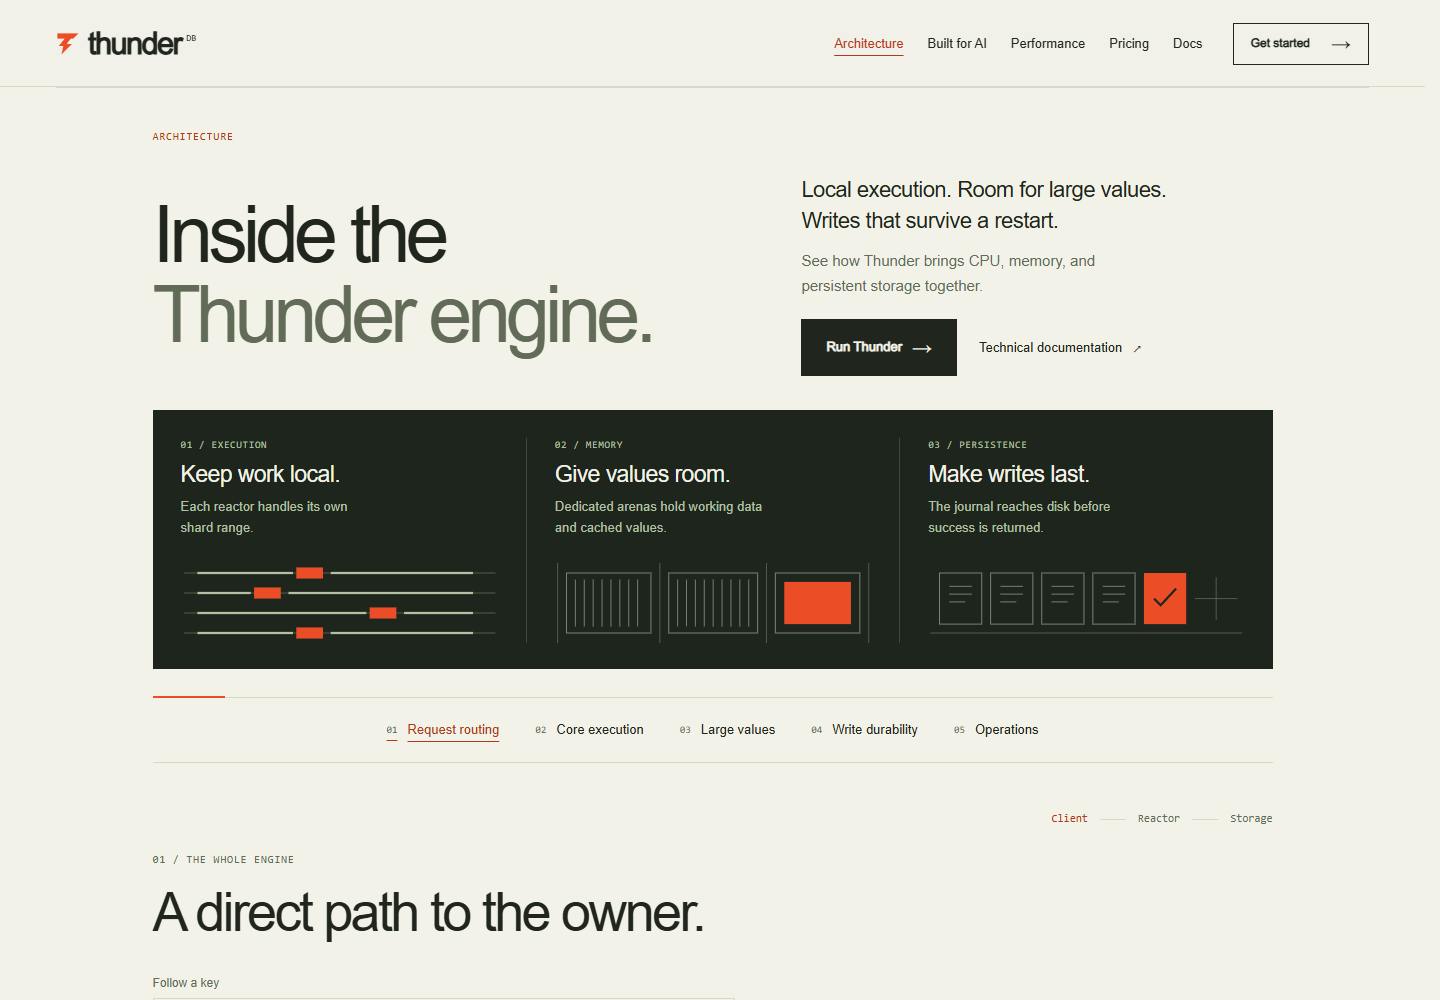 thunder DB
Architecture
Built for AI
Performance
Pricing
Docs
Get started →
ARCHITECTURE
Inside the
Thunder engine.
Local execution. Room for large values.
Writes that survive a restart.
See how Thunder brings CPU, memory, and
persistent storage together.
Run Thunder →
Technical documentation ↗
01 / EXECUTION
Keep work local.
Each reactor handles its own
shard range.
02 / MEMORY
Give values room.
Dedicated arenas hold working data
and cached values.
03 / PERSISTENCE
Make writes last.
The journal reaches disk before
success is returned.
01 Request routing
02 Core execution
03 Large values
04 Write durability
05 Operations
Client
Reactor
Storage
01 / THE WHOLE ENGINE
A direct path to the owner.
Follow a key